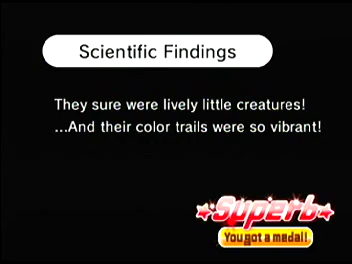 Scientific Findings
They sure were lively little creatures!
...And their color trails were so vibrant!
Superb
You got a medal!